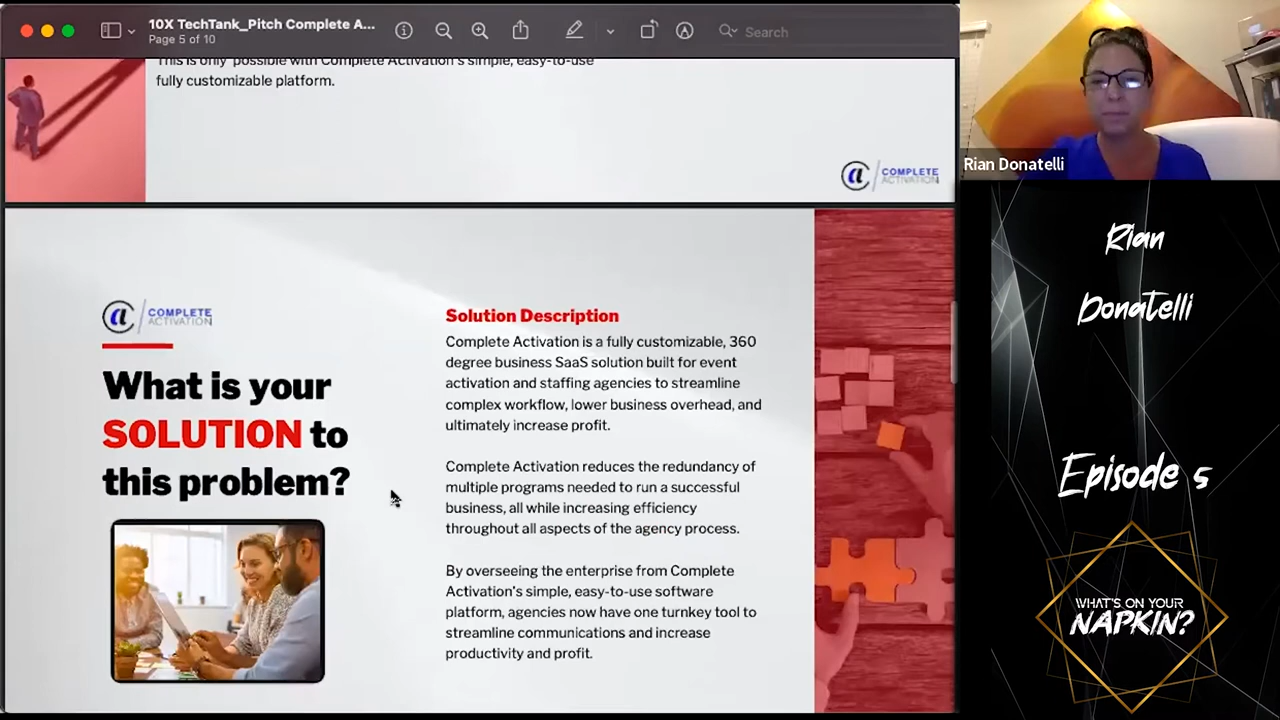 10X TechTank_Pitch Complete A...
Page 5 of 10
Search
This is only possible with Complete Activation's simple, easy-to-use
fully customizable platform.
@ COMPLETE
ACTIVATION
@ COMPLETE
ACTIVATION
What is your
SOLUTION to
this problem?
Solution Description
Complete Activation is a fully customizable, 360
degree business SaaS solution built for event
activation and staffing agencies to streamline
complex workflow, lower business overhead, and
ultimately increase profit.
Complete Activation reduces the redundancy of
multiple programs needed to run a successful
business, all while increasing efficiency
throughout all aspects of the agency process.
By overseeing the enterprise from Complete
Activation's simple, easy-to-use software
platform, agencies now have one turnkey tool to
streamline communications and increase
productivity and profit.
Rian Donatelli
Rian
Donatelli
Episode 5
WHAT'S ON YOUR
NAPKIN?